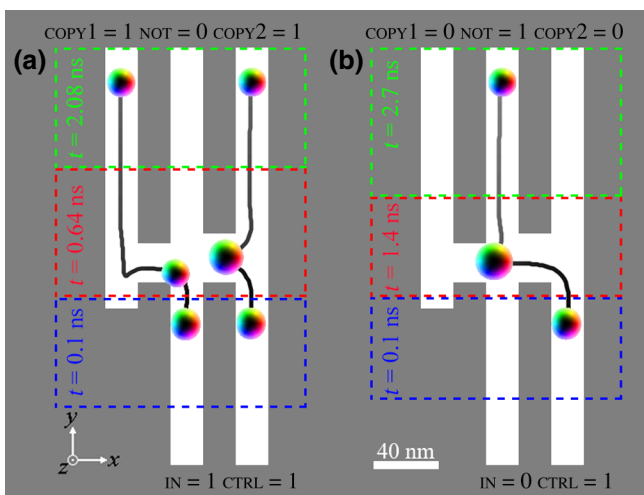 COPY1 = 1 NOT = 0 COPY2 = 1
(a)
t = 2.08 ns
t = 0.64 ns
t = 0.1 ns
y
z
x
IN = 1 CTRL = 1
COPY1 = 0 NOT = 1 COPY2 = 0
(b)
t = 2.7 ns
t = 1.4 ns
t = 0.1 ns
40 nm
IN = 0 CTRL = 1